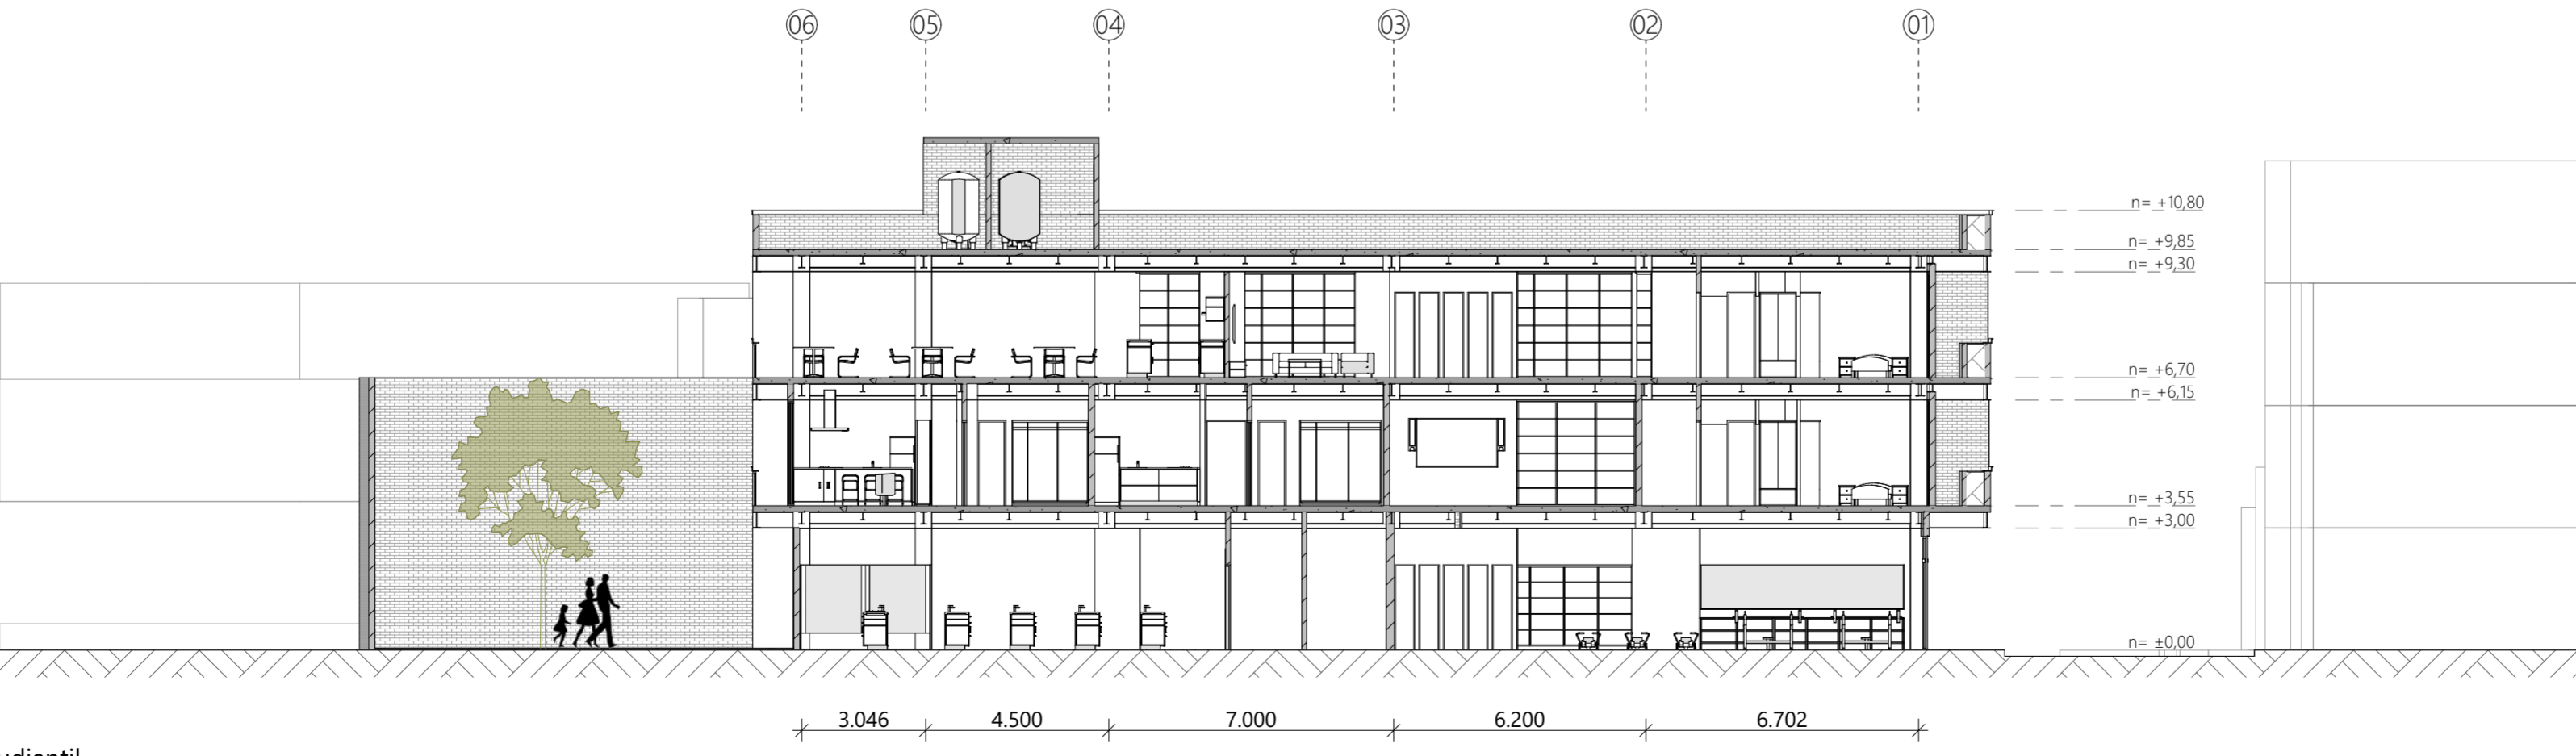 06 05 04 03 02 01
n= +10,80
n= +9,85
n= +9,30
n= +6,70
n= +6,15
n= +3,55
n= +3,00
n= ±0,00
3.046 4.500 7.000 6.200 6.702